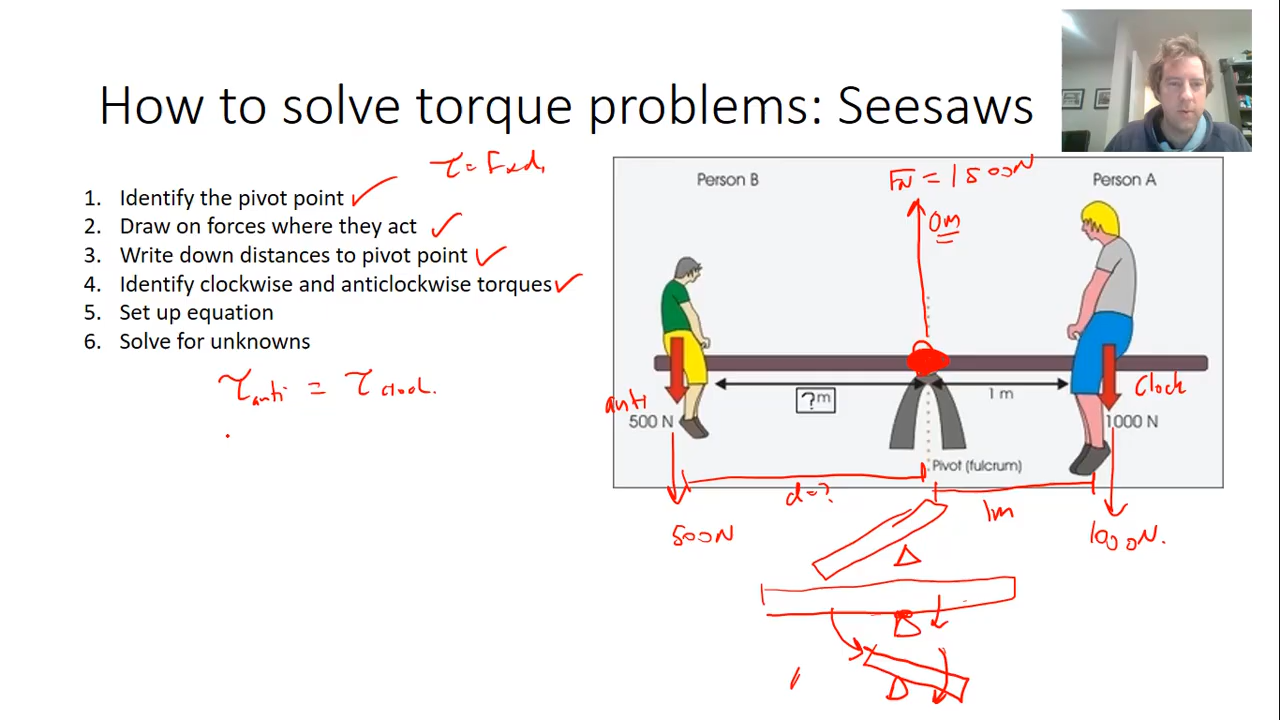 How to solve torque problems: Seesaws
τ = F x d
1. Identify the pivot point
2. Draw on forces where they act
3. Write down distances to pivot point
4. Identify clockwise and anticlockwise torques
5. Set up equation
6. Solve for unknowns
τ anti = τ clock.
Person B
FN = 1500N
Person A
0m
?m
1 m
anti
Clock
500 N
1000 N
Pivot (fulcrum)
d=?
1m
500N
1000N.